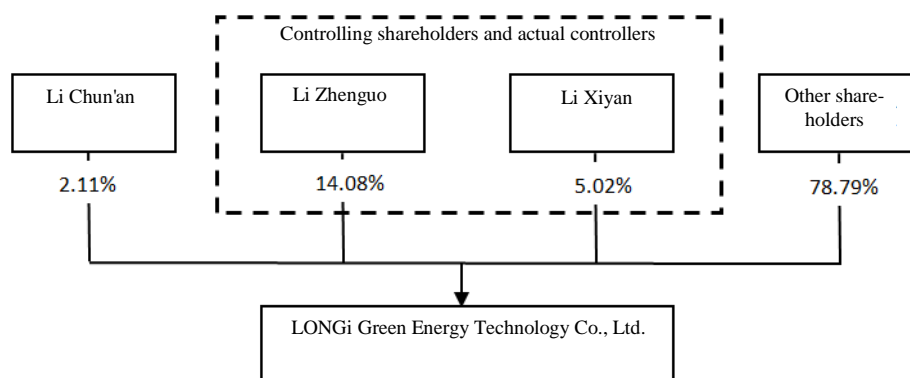 Controlling shareholders and actual controllers
Li Chun'an
Li Zhenguo
Li Xiyan
Other share-
holders
2.11%
14.08%
5.02%
78.79%
LONGi Green Energy Technology Co., Ltd.